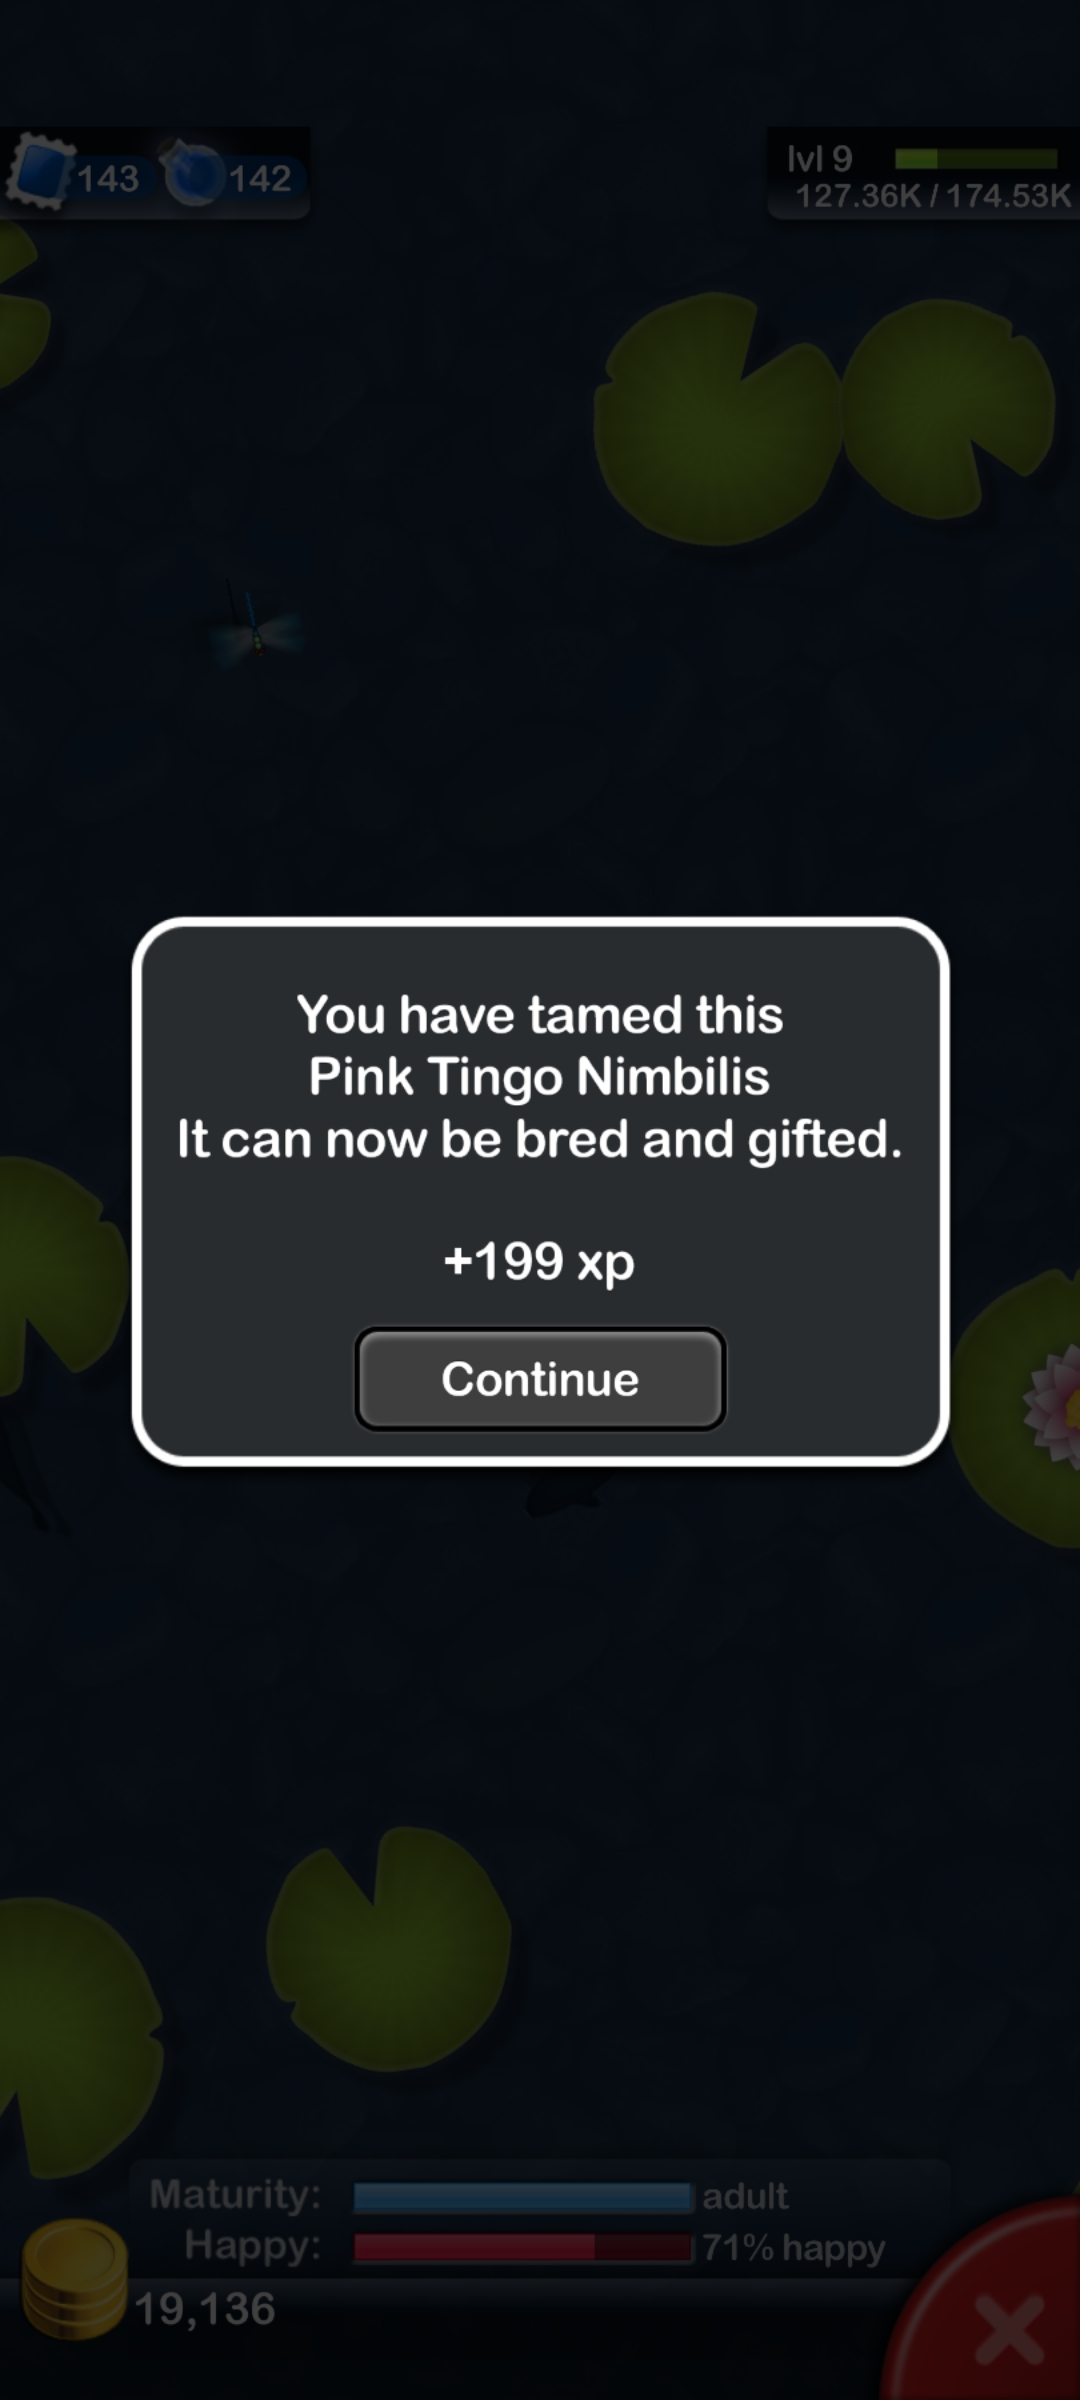 143 142
lvl 9
127.36K / 174.53K
You have tamed this
Pink Tingo Nimbilis
It can now be bred and gifted.
+199 xp
Continue
Maturity: adult
Happy: 71% happy
19,136